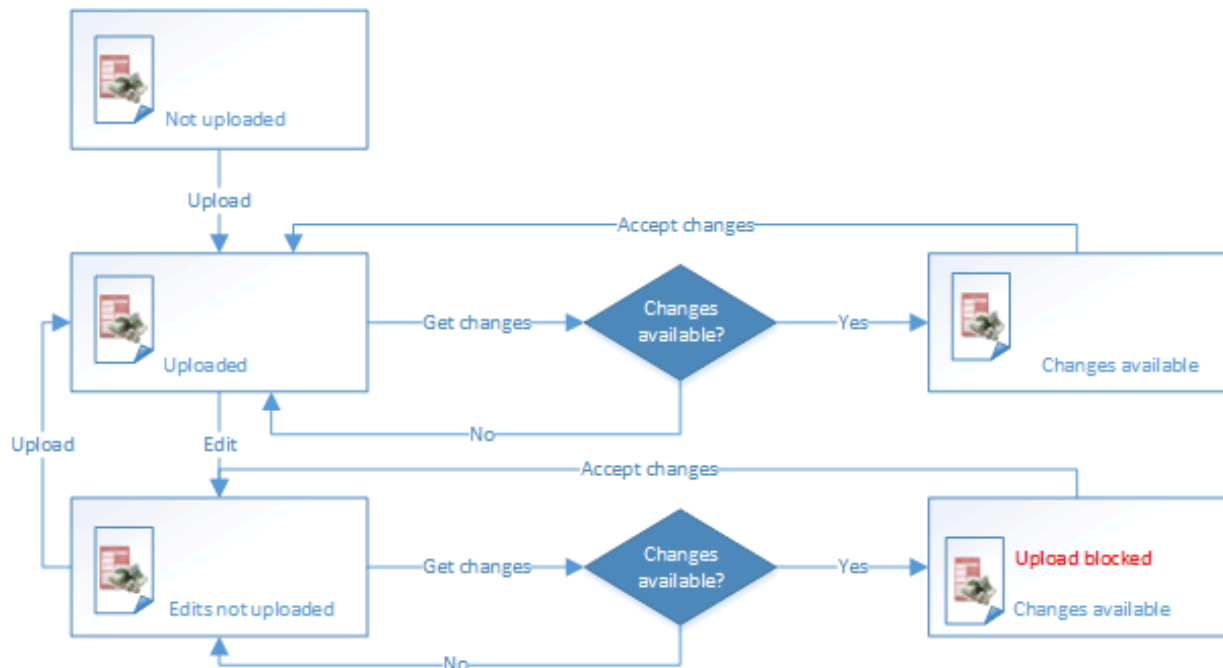 Not uploaded
Upload
Accept changes
Uploaded
Get changes
Changes
available?
Yes
Changes available
No
Upload
Edit
Accept changes
Edits not uploaded
Get changes
Changes
available?
Yes
Upload blocked
Changes available
No